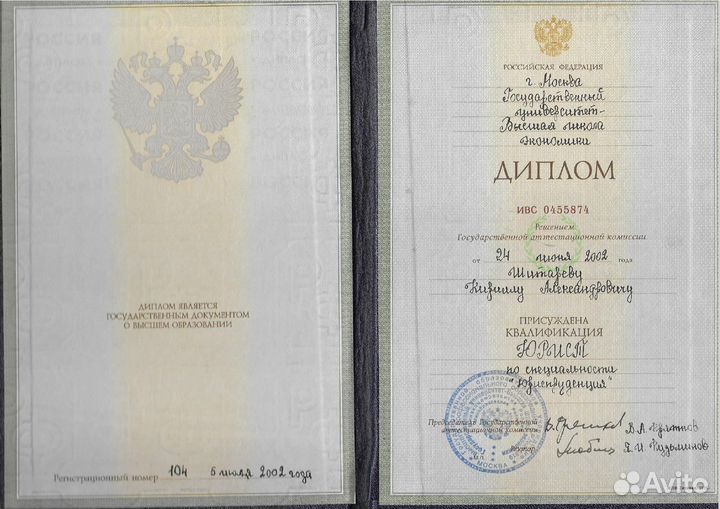 ДИПЛОМ ЯВЛЯЕТСЯ
ГОСУДАРСТВЕННЫМ ДОКУМЕНТОМ
О ВЫСШЕМ ОБРАЗОВАНИИ
Регистрационный номер 104 5 июля 2002 года
РОССИЙСКАЯ ФЕДЕРАЦИЯ
г. Москва
Государственный
университет-
Высшая школа
экономики
ДИПЛОМ
ИВС 0455874
Решением
Государственной аттестационной комиссии
от 24 июня 2002 года
Шитареву
Кириллу Александровичу
ПРИСУЖДЕНА
КВАЛИФИКАЦИЯ
ЮРИСТ
по специальности
"Юриспруденция"
Председатель Государственной
аттестационной комиссии
Ректор
Я.И. Кузьминов
М.П.
МОСКВА
Avito